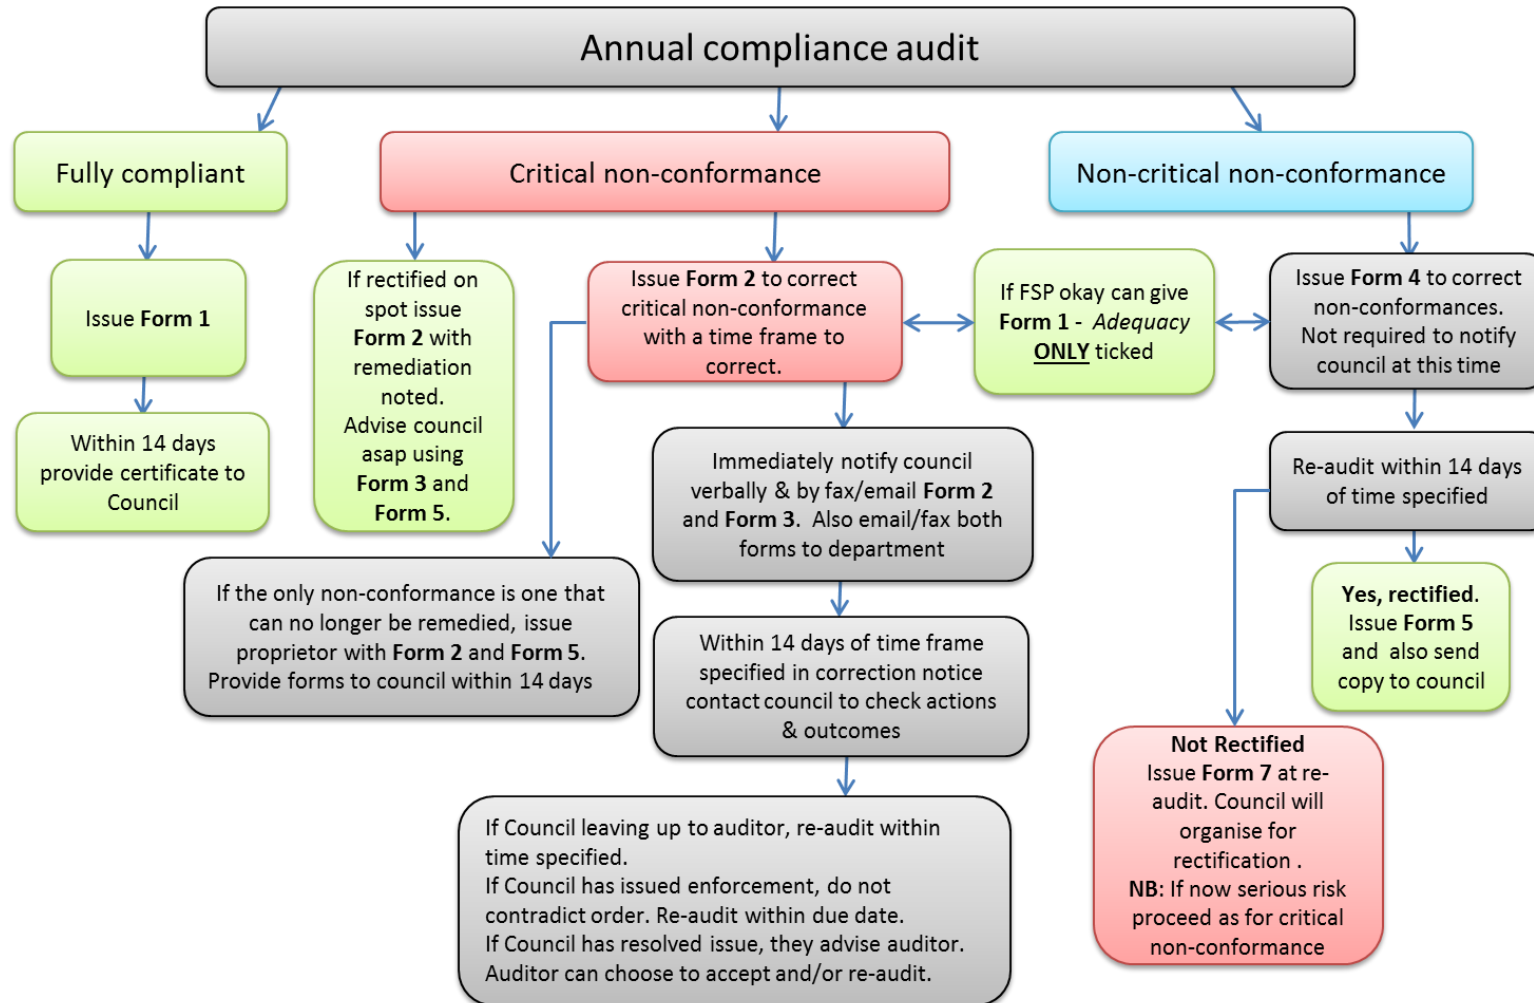 Annual compliance audit
Fully compliant
Critical non-conformance
Non-critical non-conformance
Issue Form 1
Within 14 days
provide certificate to
Council
If rectified on
spot issue
Form 2 with
remediation
noted.
Advise council
asap using
Form 3 and
Form 5.
Issue Form 2 to correct
critical non-conformance
with a time frame to
correct.
If FSP okay can give
Form 1 - Adequacy
ONLY ticked
Issue Form 4 to correct
non-conformances.
Not required to notify
council at this time
Immediately notify council
verbally & by fax/email Form 2
and Form 3. Also email/fax both
forms to department
Re-audit within 14 days
of time specified
If the only non-conformance is one that
can no longer be remedied, issue
proprietor with Form 2 and Form 5.
Provide forms to council within 14 days
Within 14 days of time frame
specified in correction notice
contact council to check actions
& outcomes
Yes, rectified.
Issue Form 5
and also send
copy to council
Not Rectified
Issue Form 7 at re-
audit. Council will
organise for
rectification .
NB: If now serious risk
proceed as for critical
non-conformance
If Council leaving up to auditor, re-audit within
time specified.
If Council has issued enforcement, do not
contradict order. Re-audit within due date.
If Council has resolved issue, they advise auditor.
Auditor can choose to accept and/or re-audit.